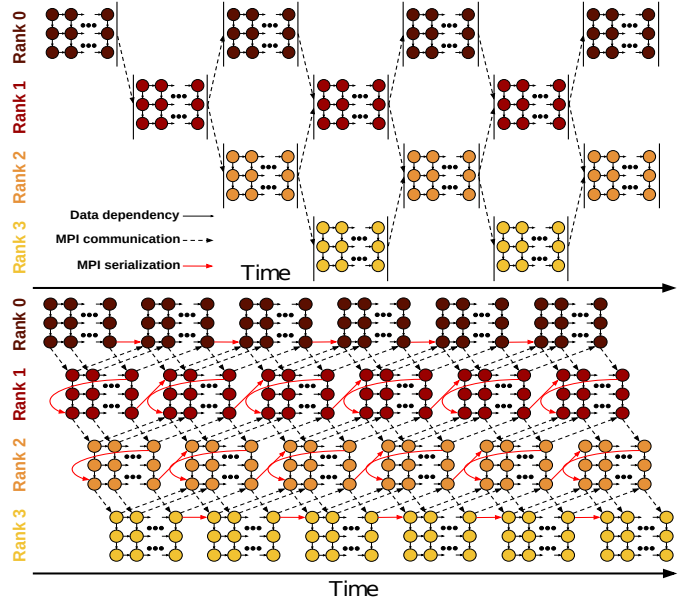 Rank 0
Rank 1
Rank 2
Rank 3
Data dependency
MPI communication
MPI serialization
Time
Rank 0
Rank 1
Rank 2
Rank 3
Time